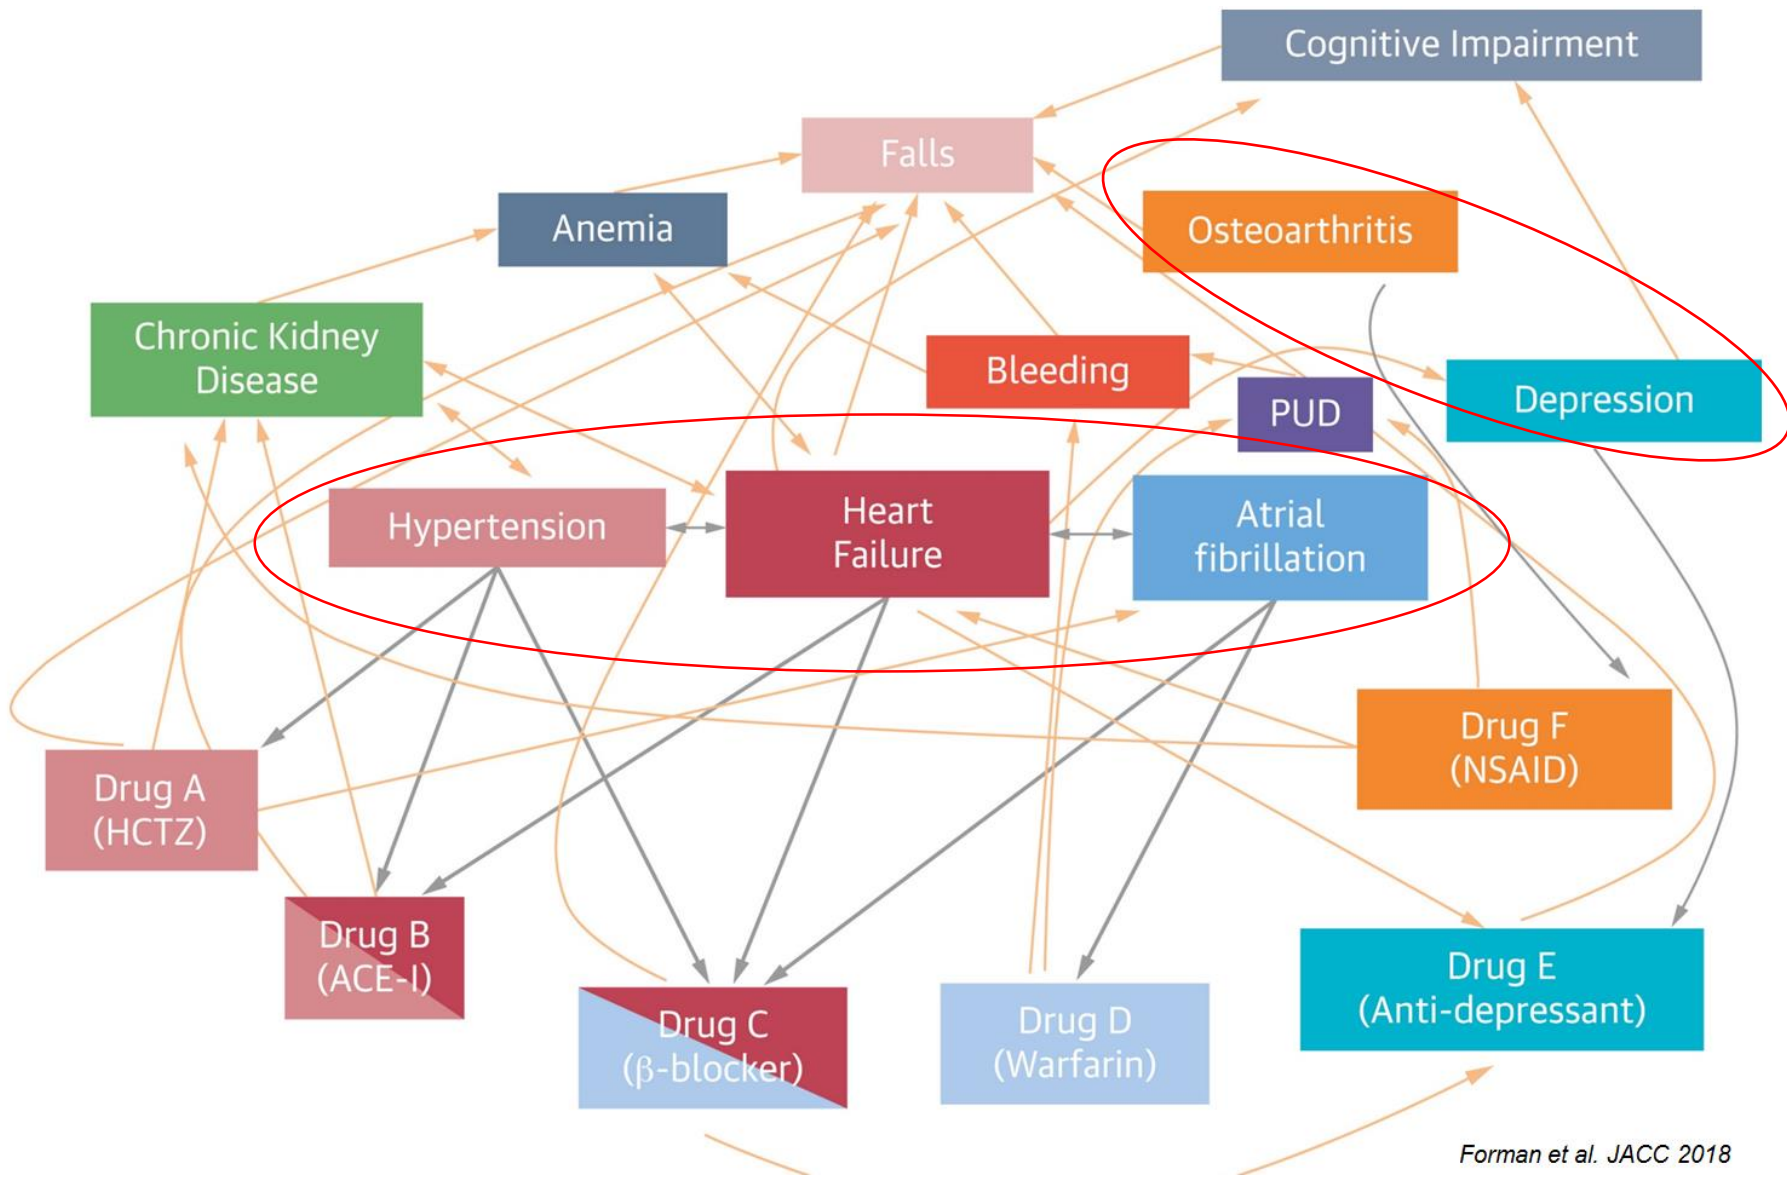 Cognitive Impairment
Falls
Anemia
Osteoarthritis
Chronic Kidney
Disease
Bleeding
PUD
Depression
Hypertension
Heart
Failure
Atrial
fibrillation
Drug F
(NSAID)
Drug A
(HCTZ)
Drug B
(ACE-I)
Drug C
(β-blocker)
Drug D
(Warfarin)
Drug E
(Anti-depressant)
Forman et al. JACC 2018